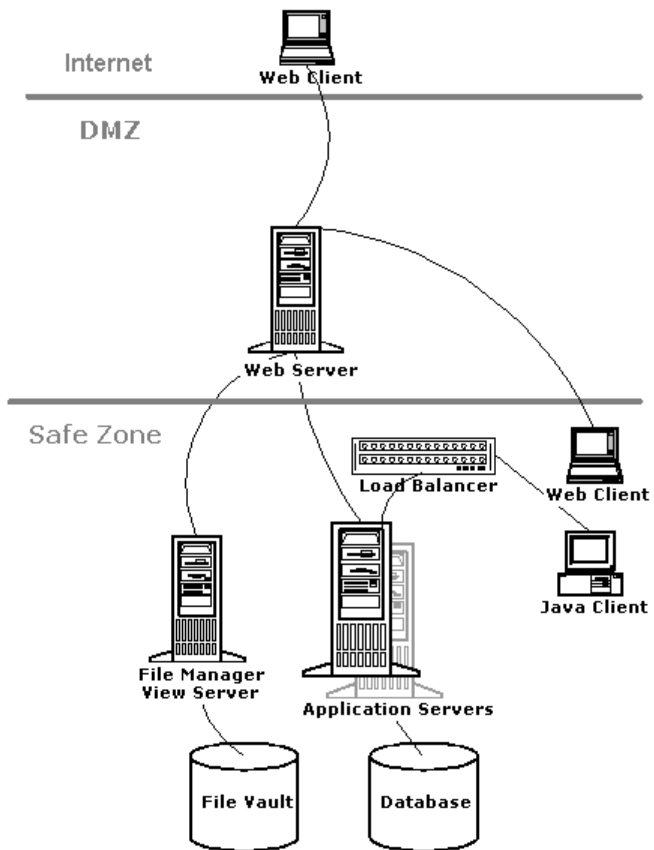 Internet
Web Client
DMZ
Web Server
Safe Zone
Load Balancer
Web Client
Java Client
File Manager
View Server
Application Servers
File Vault
Database